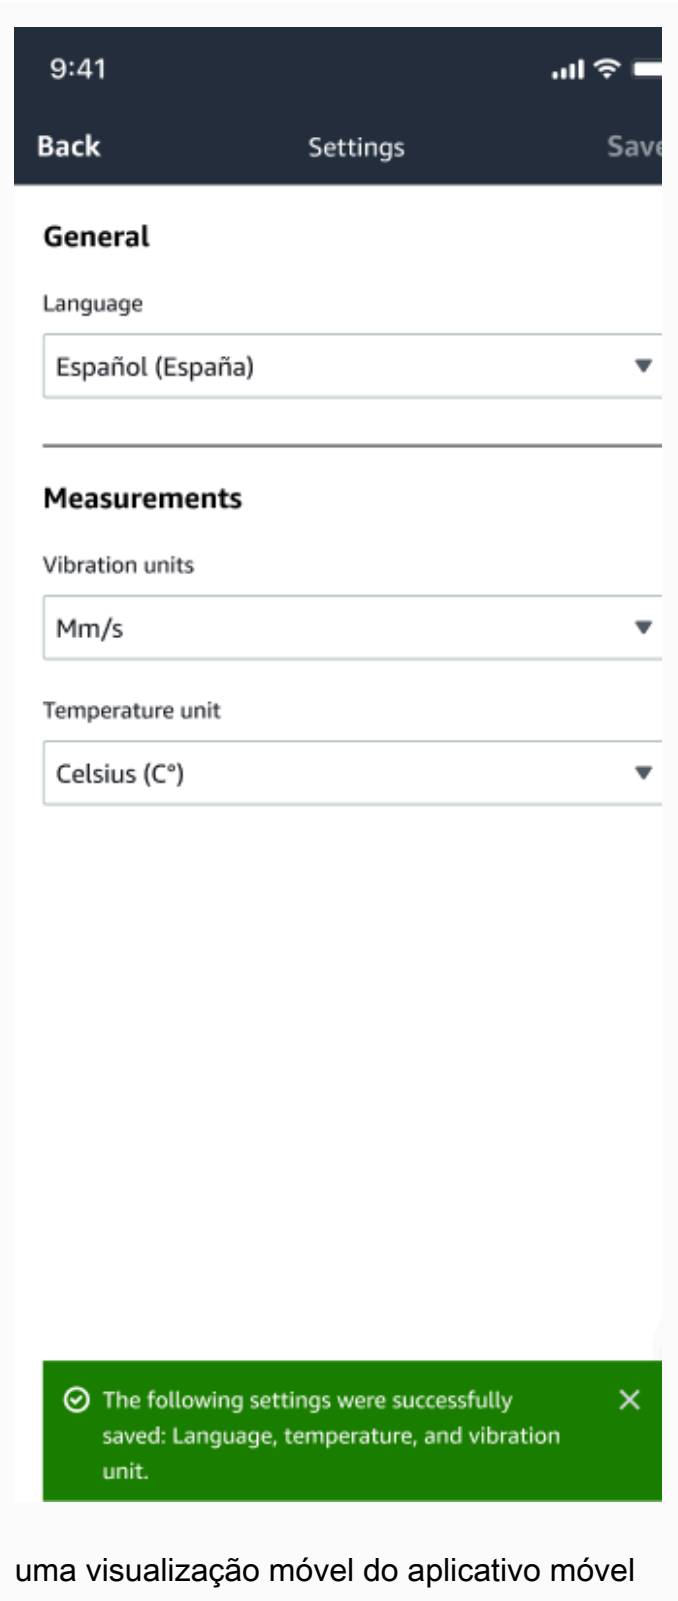 9:41
Back Settings Save
General
Language
Español (España)
Measurements
Vibration units
Mm/s
Temperature unit
Celsius (C°)
The following settings were successfully
saved: Language, temperature, and vibration
unit.
uma visualização móvel do aplicativo móvel